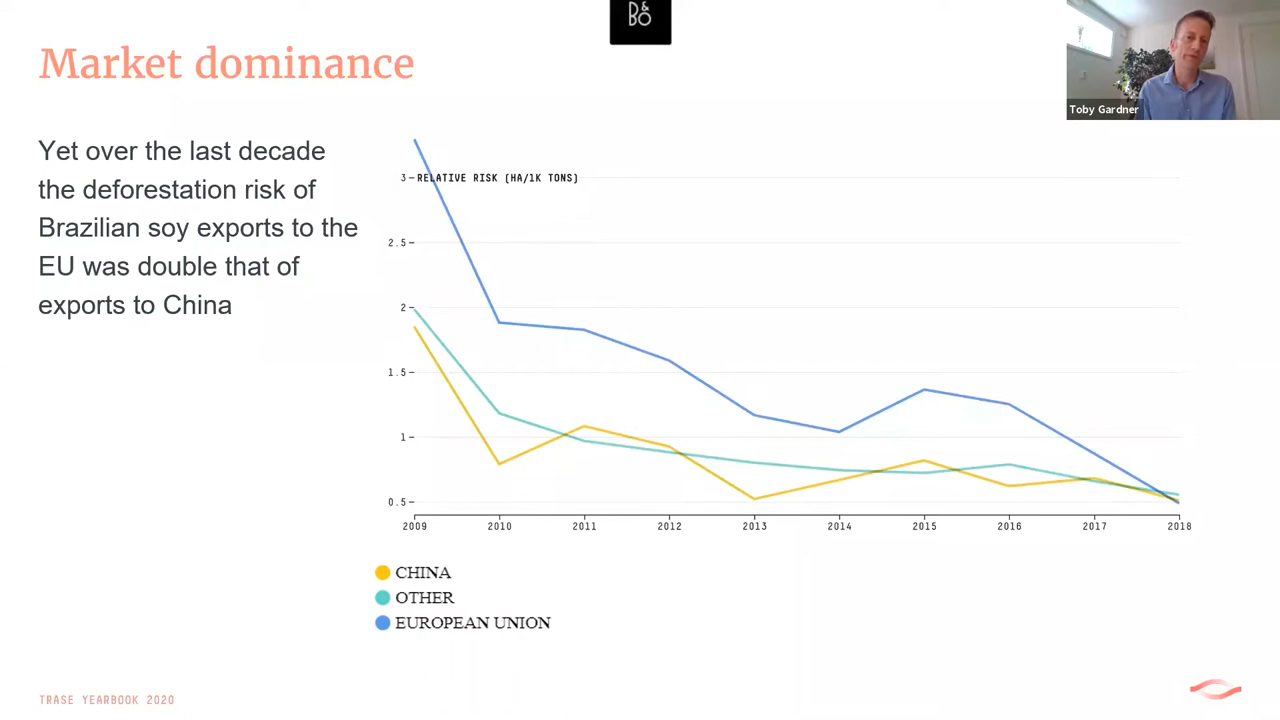 D&
BO
Market dominance
Toby Gardner
Yet over the last decade
the deforestation risk of
Brazilian soy exports to the
EU was double that of
exports to China
RELATIVE RISK (HA/1K TONS)
3
2.5
2
1.5
1
0.5
2009 2010 2011 2012 2013 2014 2015 2016 2017 2018
CHINA
OTHER
EUROPEAN UNION
TRASE YEARBOOK 2020